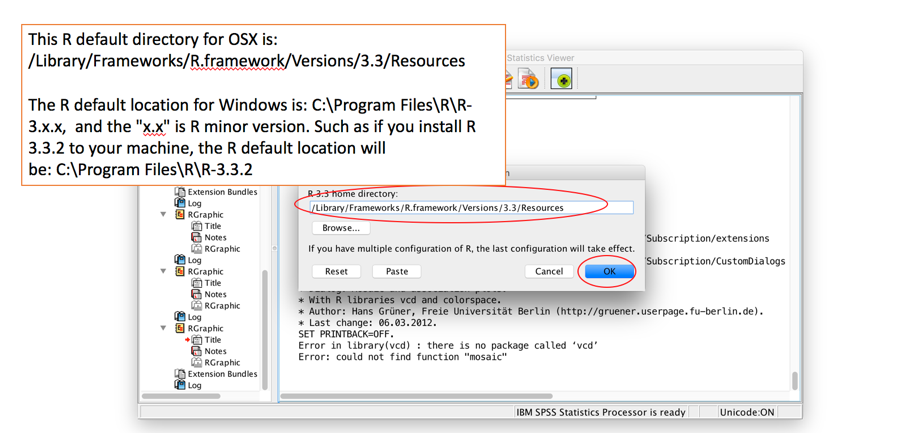 This R default directory for OSX is:
/Library/Frameworks/R.framework/Versions/3.3/Resources
The R default location for Windows is: C:\Program Files\R\R-
3.x.x,  and the "x.x" is R minor version. Such as if you install R
3.3.2 to your machine, the R default location will
be: C:\Program Files\R\R-3.3.2
Statistics Viewer
R-3.3 home directory:
/Library/Frameworks/R.framework/Versions/3.3/Resources
Browse...
If you have multiple configuration of R, the last configuration will take effect.
Reset
Paste
Cancel
OK
/Subscription/extensions
/Subscription/CustomDialogs
Extension Bundles
Log
RGraphic
Title
Notes
RGraphic
Log
RGraphic
Title
Notes
RGraphic
Log
RGraphic
Title
Notes
RGraphic
Extension Bundles
Log
* With R libraries vcd and colorspace.
* Author: Hans Grüner, Freie Universität Berlin (http://gruener.userpage.fu-berlin.de).
* Last change: 06.03.2012.
SET PRINTBACK=OFF.
Error in library(vcd) : there is no package called ‘vcd’
Error: could not find function "mosaic"
IBM SPSS Statistics Processor is ready
Unicode:ON